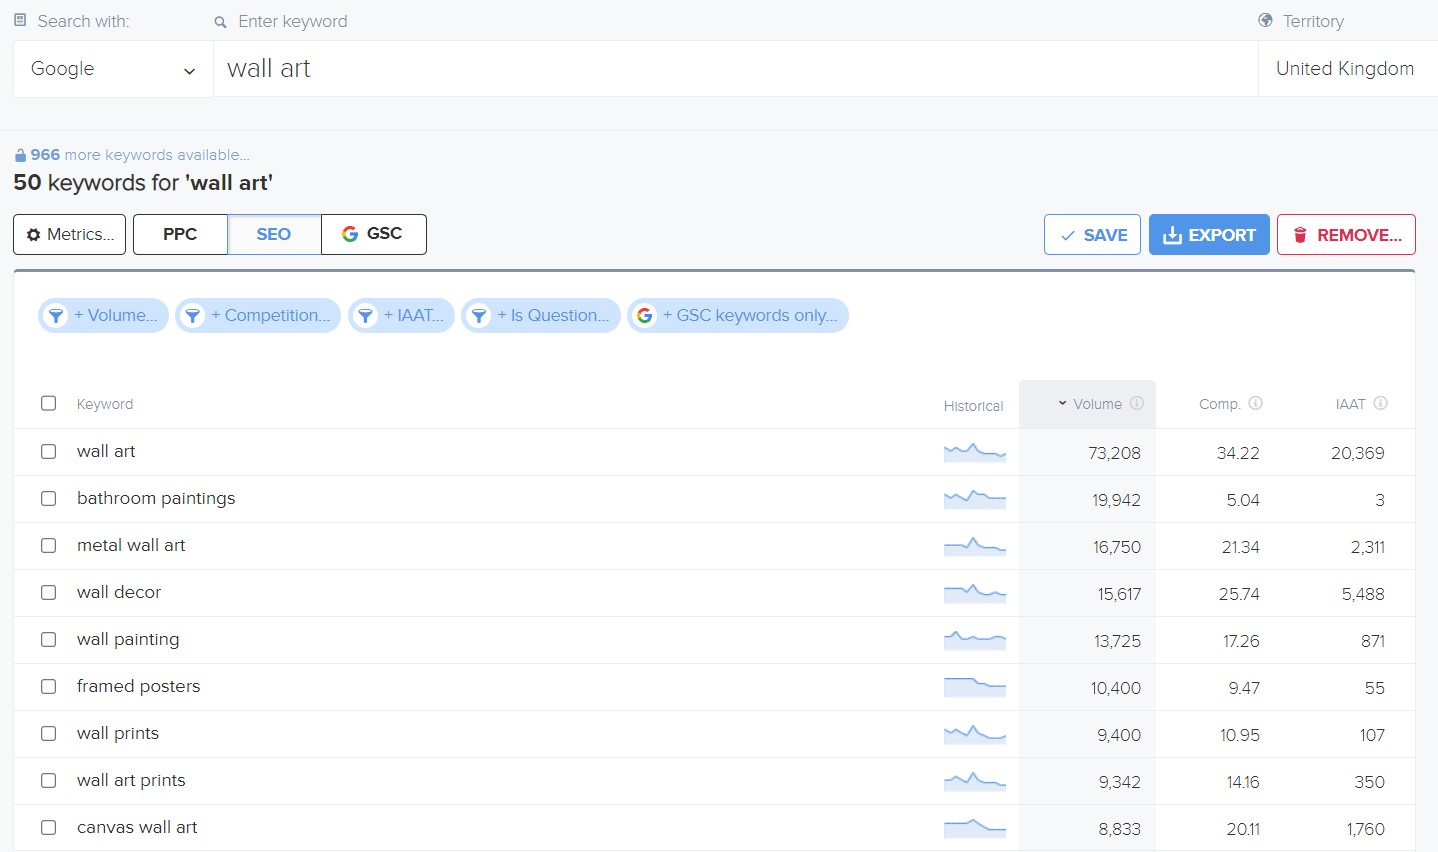 Search with:
Enter keyword
Territory
Google
wall art
United Kingdom
966 more keywords available...
50 keywords for 'wall art'
Metrics...
PPC
SEO
GSC
SAVE
EXPORT
REMOVE...
+ Volume...
+ Competition...
+ IAAT...
+ Is Question...
+ GSC keywords only...
Keyword Historical Volume Comp. IAAT
wall art 73,208 34.22 20,369
bathroom paintings 19,942 5.04 3
metal wall art 16,750 21.34 2,311
wall decor 15,617 25.74 5,488
wall painting 13,725 17.26 871
framed posters 10,400 9.47 55
wall prints 9,400 10.95 107
wall art prints 9,342 14.16 350
canvas wall art 8,833 20.11 1,760